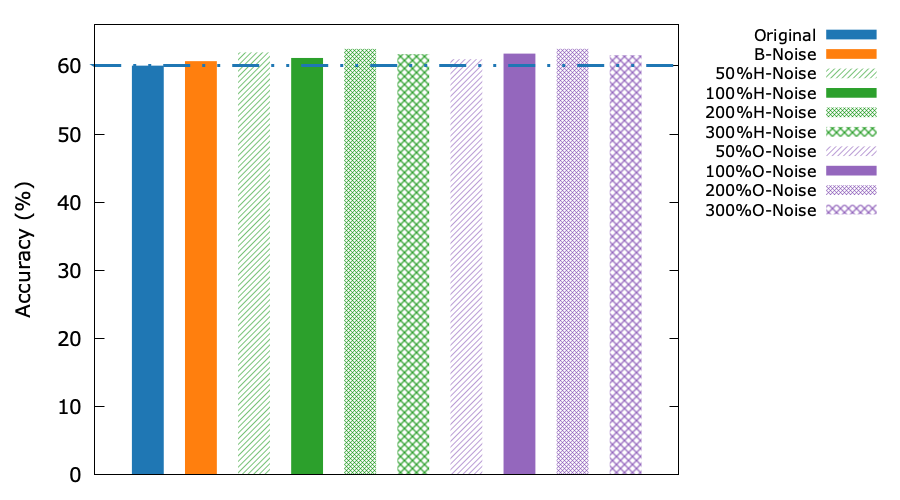 Original
B-Noise
50%H-Noise
100%H-Noise
200%H-Noise
300%H-Noise
50%O-Noise
100%O-Noise
200%O-Noise
300%O-Noise
Accuracy (%)
60
50
40
30
20
10
0